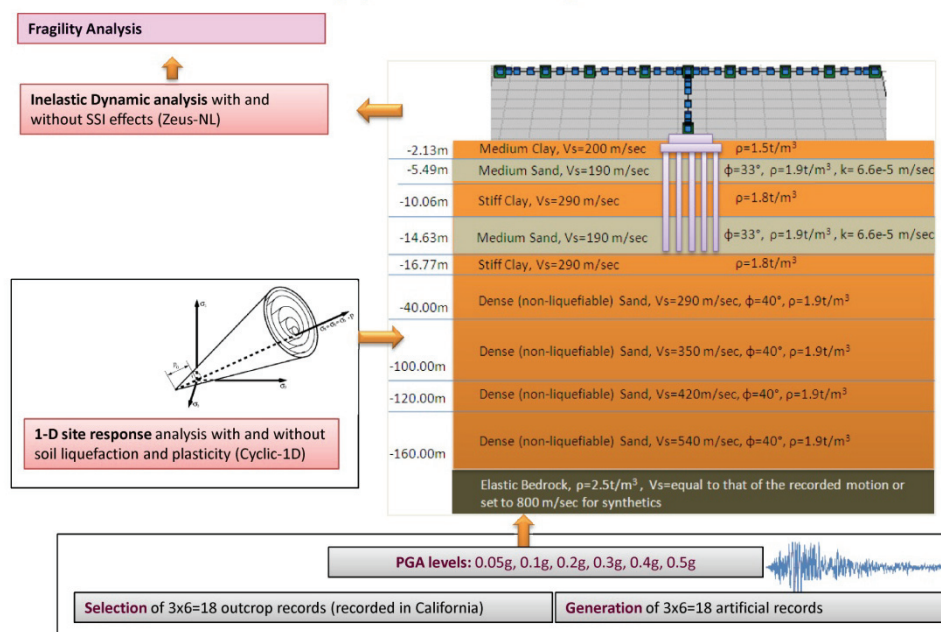 Fragility Analysis
Inelastic Dynamic analysis with and
without SSI effects (Zeus-NL)
-2.13m Medium Clay, Vs=200 m/sec ρ=1.5t/m³
-5.49m Medium Sand, Vs=190 m/sec ϕ=33°, ρ=1.9t/m³, k= 6.6e-5 m/sec
-10.06m Stiff Clay, Vs=290 m/sec ρ=1.8t/m³
-14.63m Medium Sand, Vs=190 m/sec ϕ=33°, ρ=1.9t/m³, k= 6.6e-5 m/sec
-16.77m Stiff Clay, Vs=290 m/sec ρ=1.8t/m³
-40.00m Dense (non-liquefiable) Sand, Vs=290 m/sec, ϕ=40°, ρ=1.9t/m³
-100.00m Dense (non-liquefiable) Sand, Vs=350 m/sec, ϕ=40°, ρ=1.9t/m³
-120.00m Dense (non-liquefiable) Sand, Vs=420m/sec, ϕ=40°, ρ=1.9t/m³
-160.00m Dense (non-liquefiable) Sand, Vs=540 m/sec, ϕ=40°, ρ=1.9t/m³
Elastic Bedrock, ρ=2.5t/m³ , Vs=equal to that of the recorded motion or
set to 800 m/sec for synthetics
1-D site response analysis with and without
soil liquefaction and plasticity (Cyclic-1D)
PGA levels: 0.05g, 0.1g, 0.2g, 0.3g, 0.4g, 0.5g
Selection of 3x6=18 outcrop records (recorded in California)
Generation of 3x6=18 artificial records